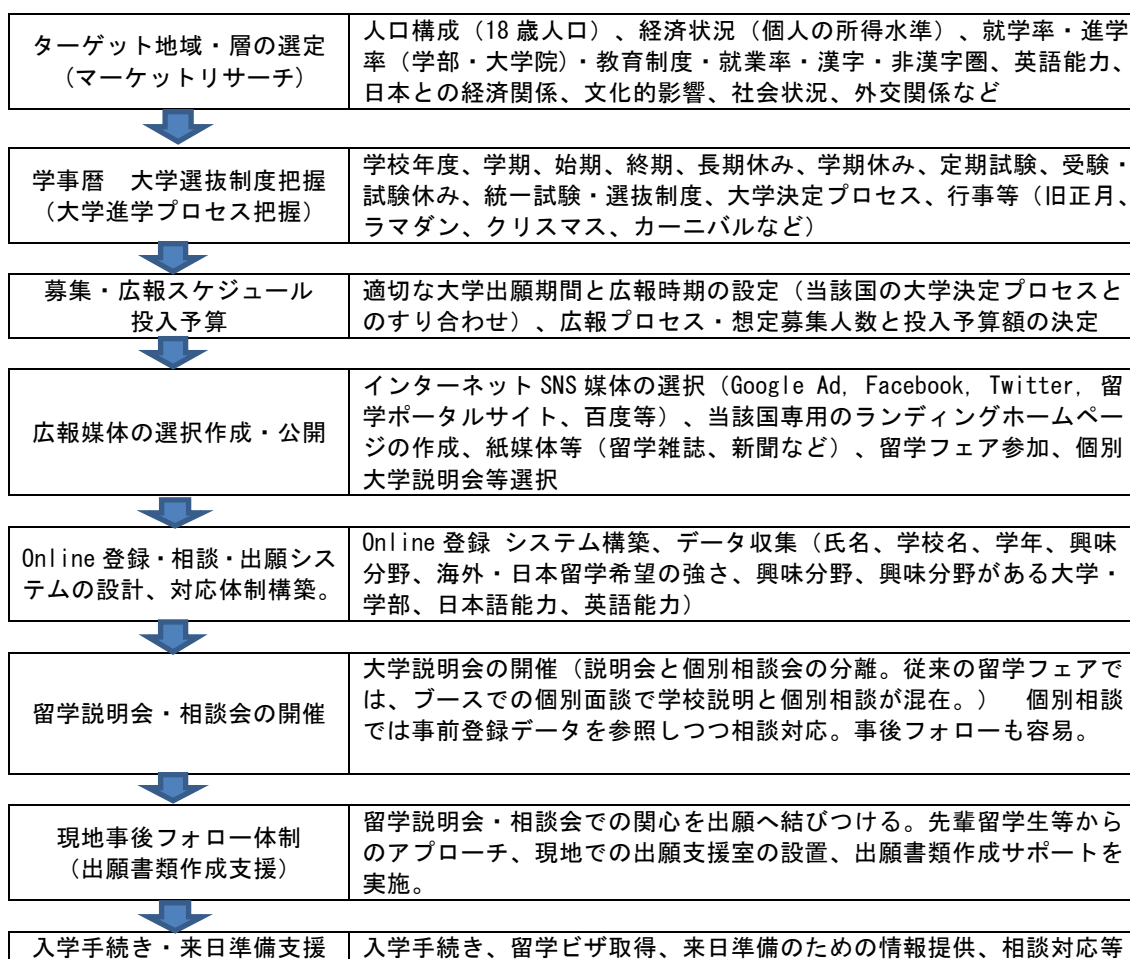 ターゲット地域・層の選定
（マーケットリサーチ）
人口構成（18 歳人口）、経済状況（個人の所得水準）、就学率・進学
率（学部・大学院)・教育制度・就業率・漢字・非漢字圏、英語能力、
日本との経済関係、文化的影響、社会状況、外交関係など
学事暦　大学選抜制度把握
（大学進学プロセス把握）
学校年度、学期、始期、終期、長期休み、学期休み、定期試験、受験・
試験休み、統一試験・選抜制度、大学決定プロセス、行事等（旧正月、
ラマダン、クリスマス、カーニバルなど）
募集・広報スケジュール
投入予算
適切な大学出願期間と広報時期の設定（当該国の大学決定プロセスと
のすり合わせ）、広報プロセス・想定募集人数と投入予算額の決定
広報媒体の選択作成・公開
インターネット SNS 媒体の選択（Google Ad, Facebook, Twitter, 留
学ポータルサイト、百度等）、当該国専用のランディングホームペー
ジの作成、紙媒体等（留学雑誌、新聞など）、留学フェア参加、個別
大学説明会等選択
Online 登録・相談・出願シス
テムの設計、対応体制構築。
Online 登録 システム構築、データ収集（氏名、学校名、学年、興味
分野、海外・日本留学希望の強さ、興味分野、興味分野がある大学・
学部、日本語能力、英語能力）
留学説明会・相談会の開催
大学説明会の開催（説明会と個別相談会の分離。従来の留学フェアで
は、ブースでの個別面談で学校説明と個別相談が混在。）　個別相談
では事前登録データを参照しつつ相談対応。事後フォローも容易。
現地事後フォロー体制
（出願書類作成支援）
留学説明会・相談会での関心を出願へ結びつける。先輩留学生等から
のアプローチ、現地での出願支援室の設置、出願書類作成サポートを
実施。
入学手続き・来日準備支援
入学手続き、留学ビザ取得、来日準備のための情報提供、相談対応等